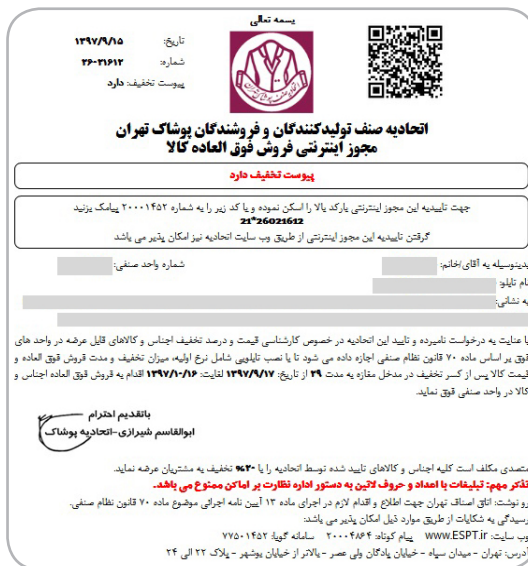 بسمه تعالی
تاریخ: ۱۳۹۷/۹/۱۵
شماره: ۲۶-۲۱۶۱۲
پیوست تخفیف: دارد
اتحادیه صنف تولیدکنندگان و فروشندگان پوشاک تهران
مجوز اینترنتی فروش فوق العاده کالا
پیوست تخفیف دارد
جهت تاییدیه این مجوز اینترنتی بارکد بالا را اسکن نموده و یا کد زیر را به شماره ۲۰۰۰۱۴۵۲ پیامک بزنید
21*26021612
گرفتن تاییدیه این مجوز اینترنتی از طریق وب سایت اتحادیه نیز امکان پذیر می باشد
بدینوسیله به آقای/خانم: شماره واحد صنفی:
نام تابلو:
به نشانی:
با عنایت به درخواست نامبرده و تایید این اتحادیه در خصوص کارشناسی قیمت و درصد تخفیف اجناس و کالاهای قابل عرضه در واحد های
فوق بر اساس ماده ۷۰ قانون نظام صنفی اجازه داده می شود تا با نصب تابلویی شامل نرخ اولیه، میزان تخفیف و مدت فروش فوق العاده و
قیمت کالا پس از کسر تخفیف در مدخل مغازه به مدت ۲۹ از تاریخ: ۱۳۹۷/۹/۱۷ لغایت: ۱۳۹۷/۱۰/۱۶ اقدام به فروش فوق العاده اجناس و
کالا در واحد صنفی فوق نماید.
باتقدیم احترام
ابوالقاسم شیرازی-اتحادیه پوشاک
متصدی مکلف است کلیه اجناس و کالاهای تایید شده توسط اتحادیه را با ۲۰% تخفیف به مشتریان عرضه نماید.
تذکر مهم: تبلیغات با اعداد و حروف لاتین به دستور اداره نظارت بر اماکن ممنوع می باشد.
رو نوشت: اتاق اصناف تهران جهت اطلاع و اقدام لازم در اجرای ماده ۱۳ آیین نامه اجرائی موضوع ماده ۷۰ قانون نظام صنفی.
رسیدگی به شکایات از طریق موارد ذیل امکان پذیر می باشد:
وب سایت: www.ESPT.ir پیام کوتاه: ۲۰۰۰۴۸۶۴ سامانه گویا: ۷۷۵۰۱۴۵۲
آدرس: تهران - میدان سپاه - خیابان پادگان ولی عصر - بالاتر از خیابان بوشهر - پلاک ۲۲ الی ۲۴